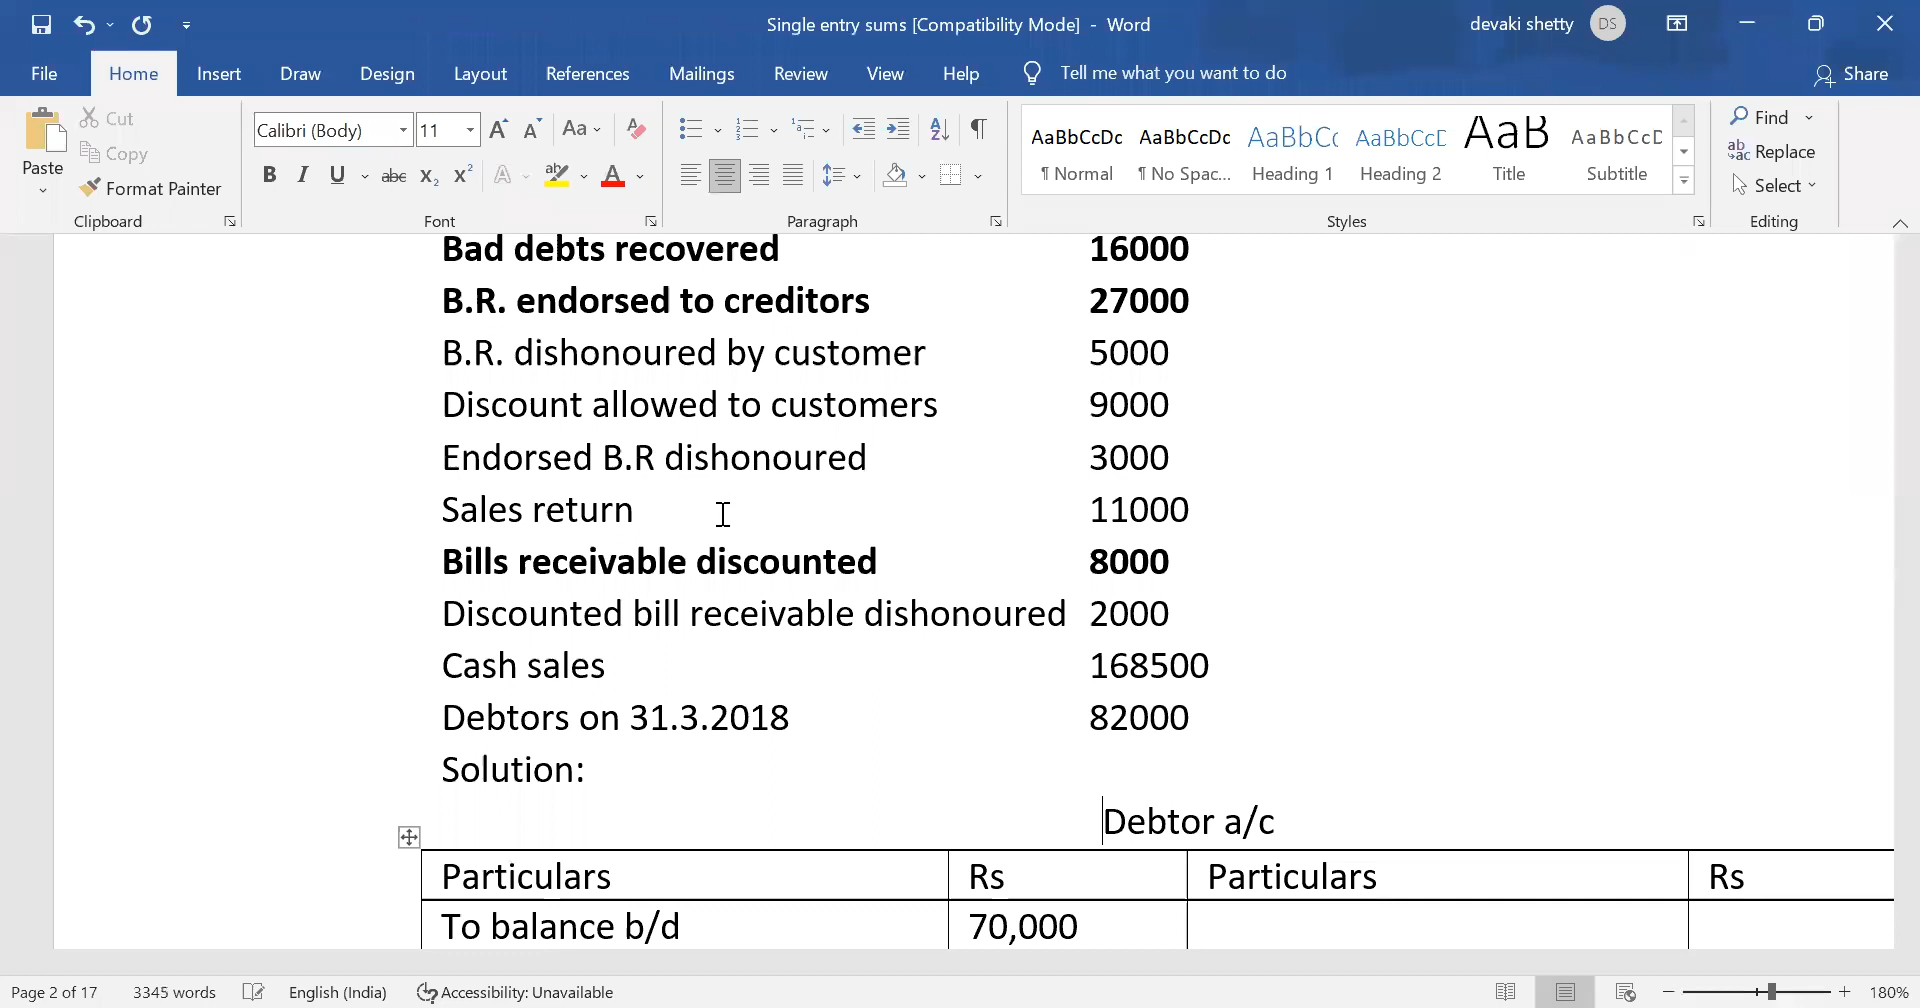 Single entry sums [Compatibility Mode] - Word
devaki shetty DS
File Home Insert Draw Design Layout References Mailings Review View Help Tell me what you want to do Share
Paste Cut Copy Format Painter
Calibri (Body) 11 A A Aa A
B I U abc X2 X2 A ab A
AaBbCcDc AaBbCcDc AaBbCc AaBbCcD AaB AaBbCcD
¶ Normal ¶ No Spac... Heading 1 Heading 2 Title Subtitle
Find
Replace
Select
Clipboard Font Paragraph Styles Editing
Bad debts recovered 16000
B.R. endorsed to creditors 27000
B.R. dishonoured by customer 5000
Discount allowed to customers 9000
Endorsed B.R dishonoured 3000
Sales return 11000
Bills receivable discounted 8000
Discounted bill receivable dishonoured 2000
Cash sales 168500
Debtors on 31.3.2018 82000
Solution:
Debtor a/c
Particulars Rs Particulars Rs
To balance b/d 70,000
Page 2 of 17 3345 words English (India) Accessibility: Unavailable 180%